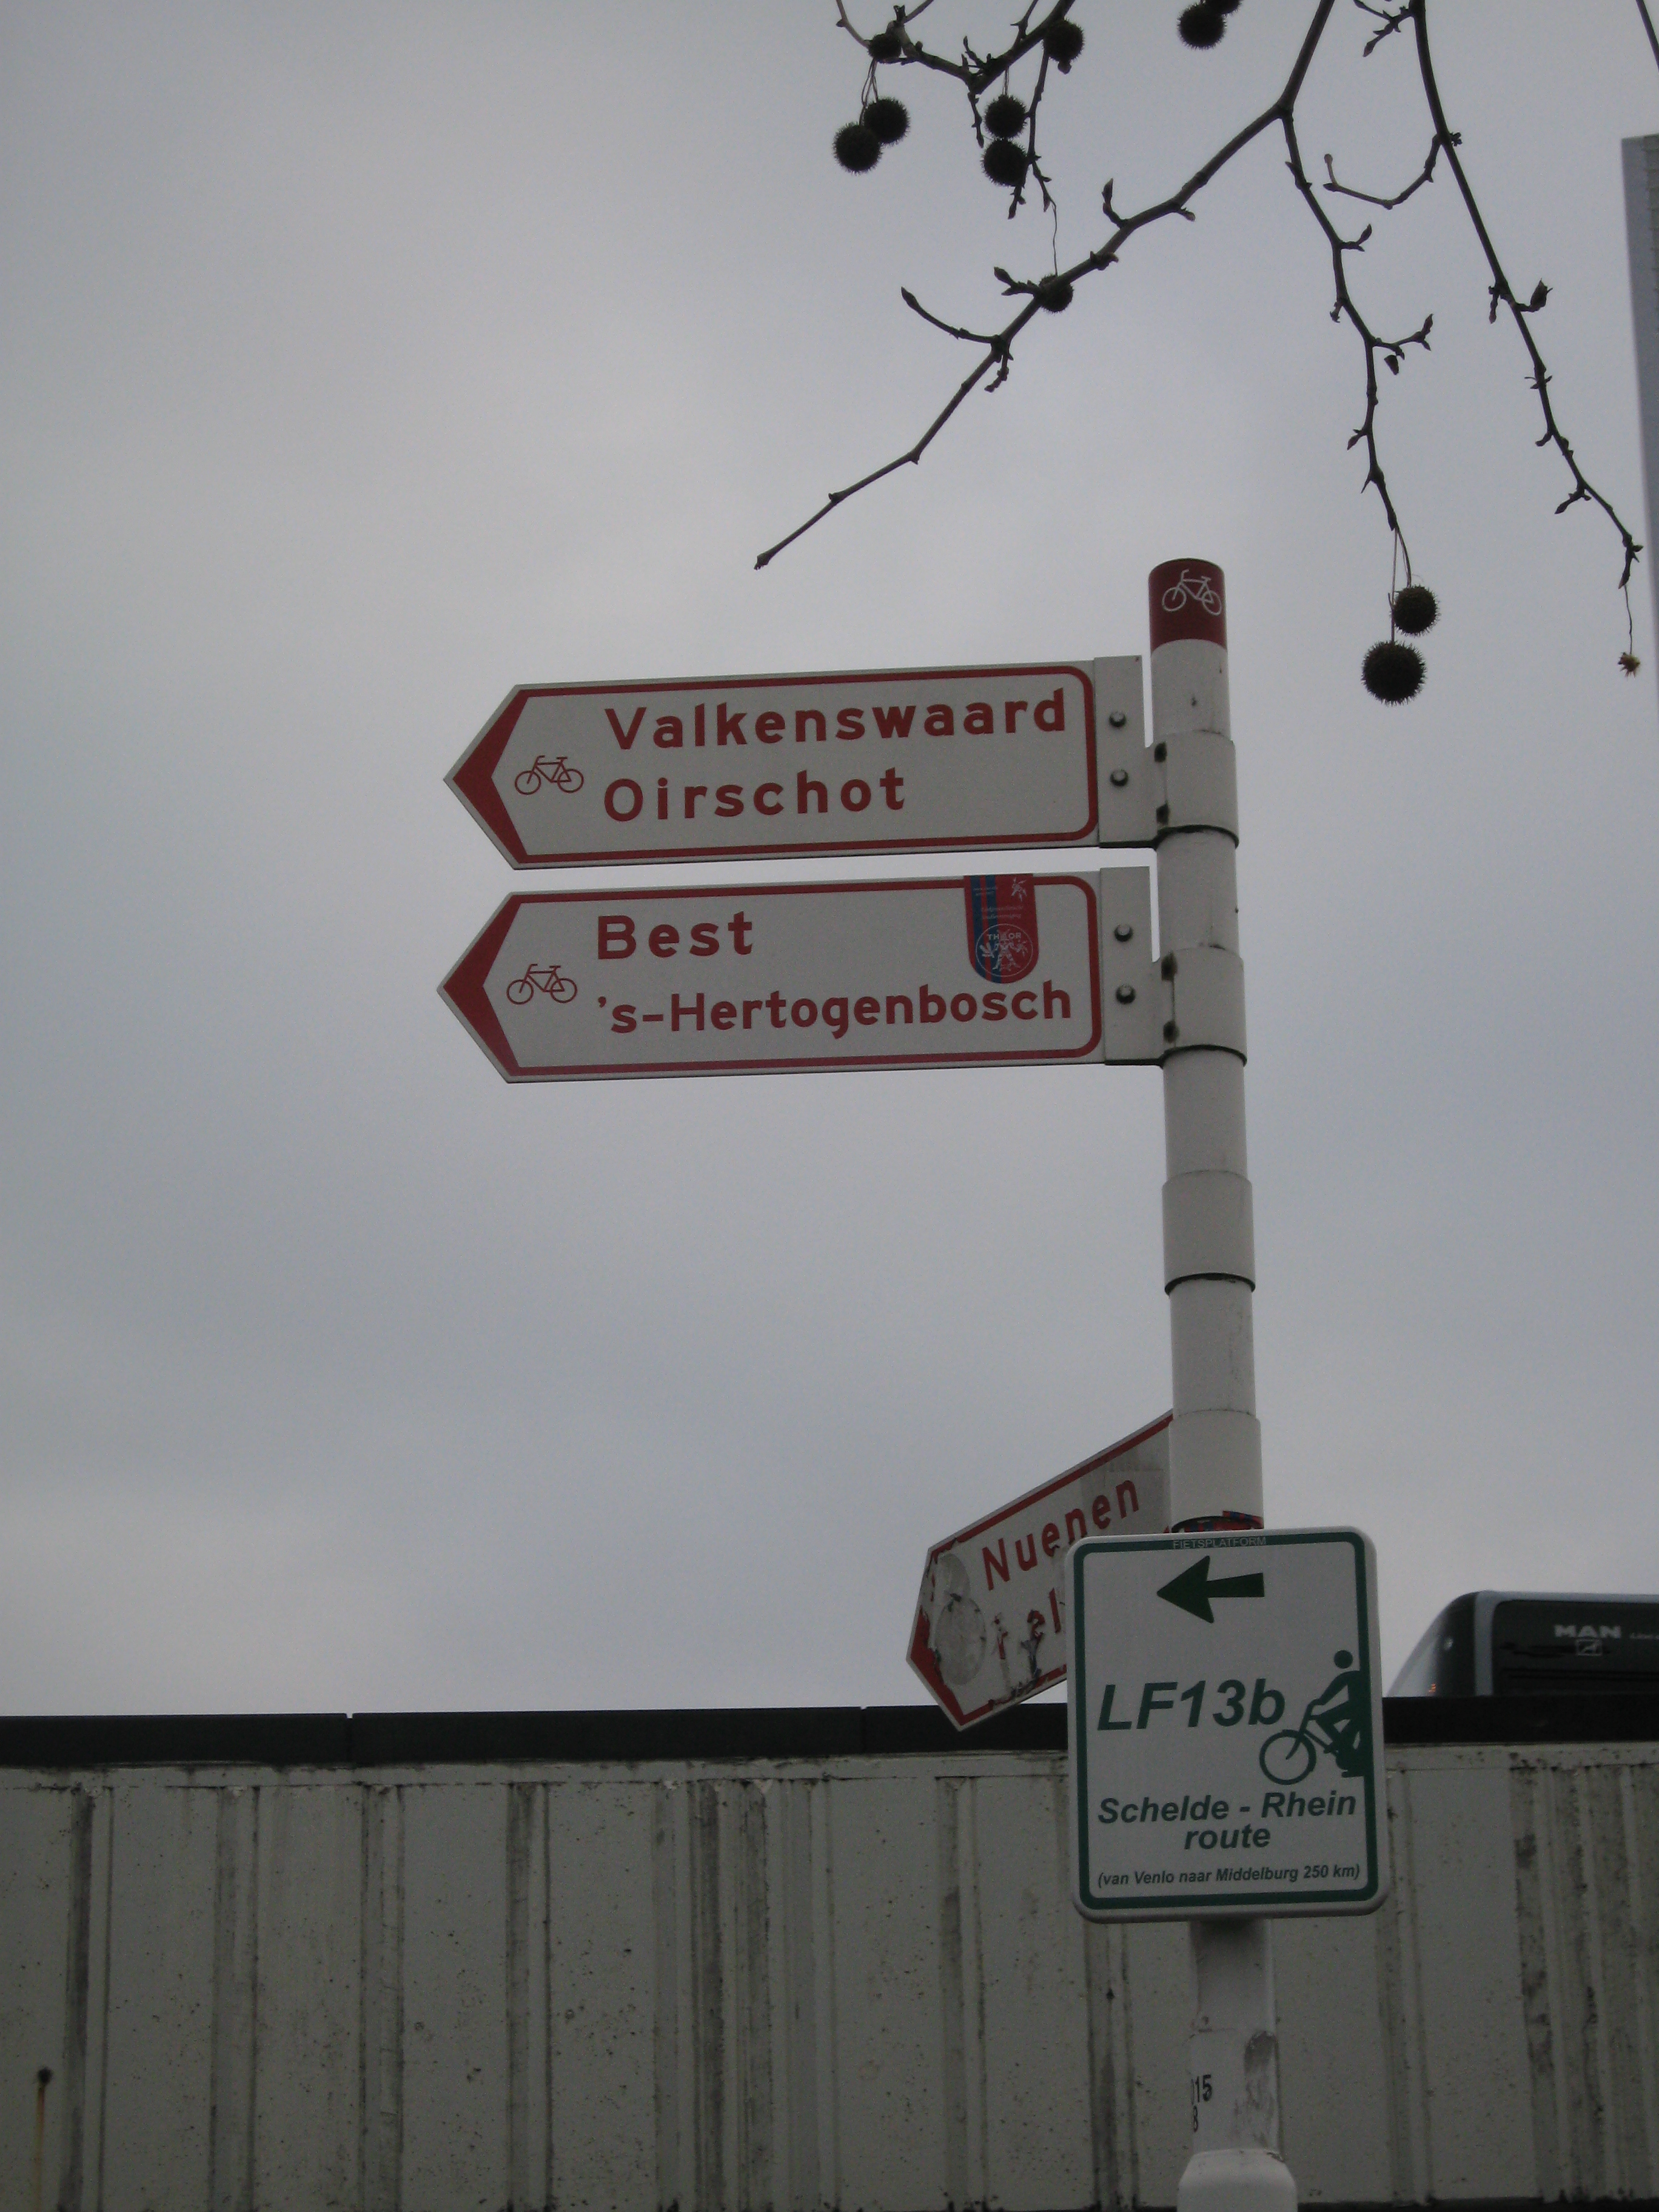 Valkenswaard
Oirschot
Best
's-Hertogenbosch
Nuenen
FIETSPLATFORM
LF13b
Schelde - Rhein
route
(van Venlo naar Middelburg 250 km)
MAN